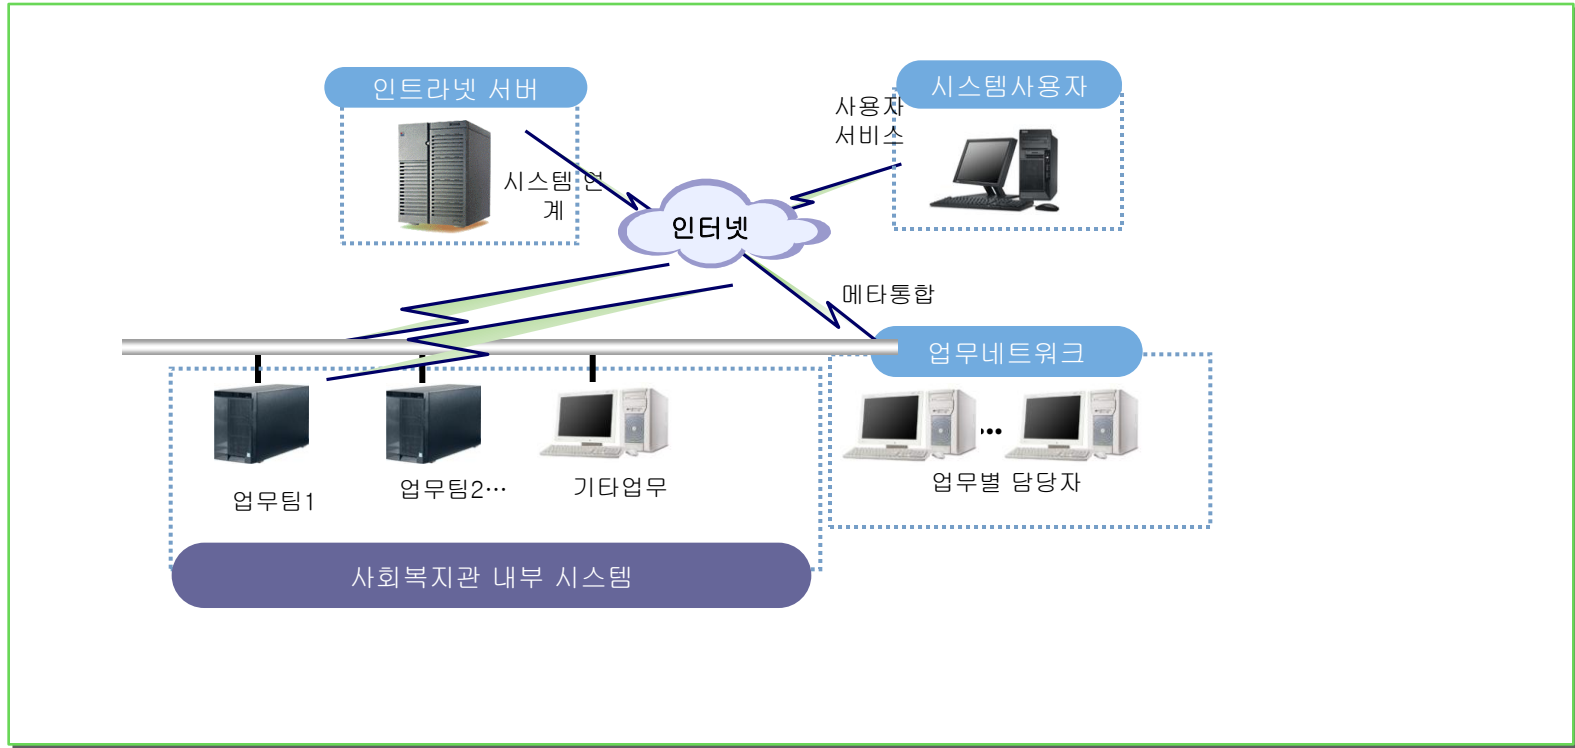 인트라넷 서버
시스템사용자
사용자
서비스
시스템 연
계
인터넷
메타통합
업무네트워크
업무팀1
업무팀2…
기타업무
...
업무별 담당자
사회복지관 내부 시스템